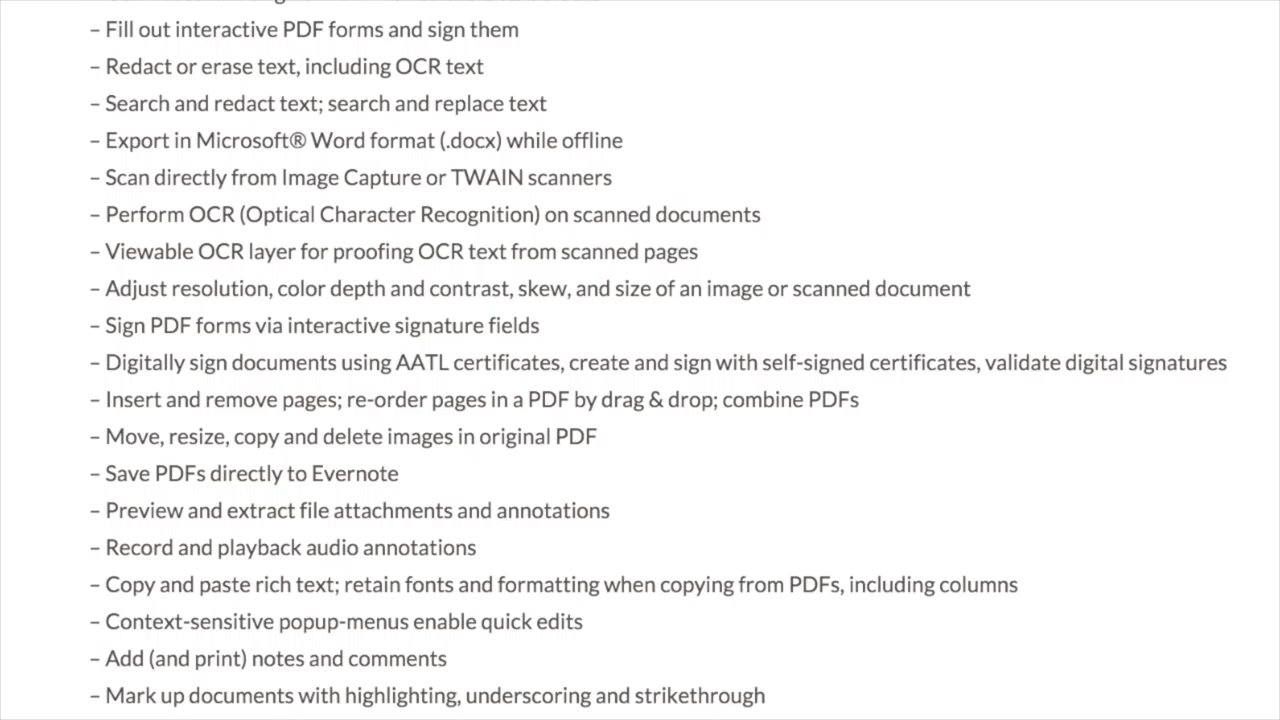 – Fill out interactive PDF forms and sign them
– Redact or erase text, including OCR text
– Search and redact text; search and replace text
– Export in Microsoft® Word format (.docx) while offline
– Scan directly from Image Capture or TWAIN scanners
– Perform OCR (Optical Character Recognition) on scanned documents
– Viewable OCR layer for proofing OCR text from scanned pages
– Adjust resolution, color depth and contrast, skew, and size of an image or scanned document
– Sign PDF forms via interactive signature fields
– Digitally sign documents using AATL certificates, create and sign with self-signed certificates, validate digital signatures
– Insert and remove pages; re-order pages in a PDF by drag & drop; combine PDFs
– Move, resize, copy and delete images in original PDF
– Save PDFs directly to Evernote
– Preview and extract file attachments and annotations
– Record and playback audio annotations
– Copy and paste rich text; retain fonts and formatting when copying from PDFs, including columns
– Context-sensitive popup-menus enable quick edits
– Add (and print) notes and comments
– Mark up documents with highlighting, underscoring and strikethrough